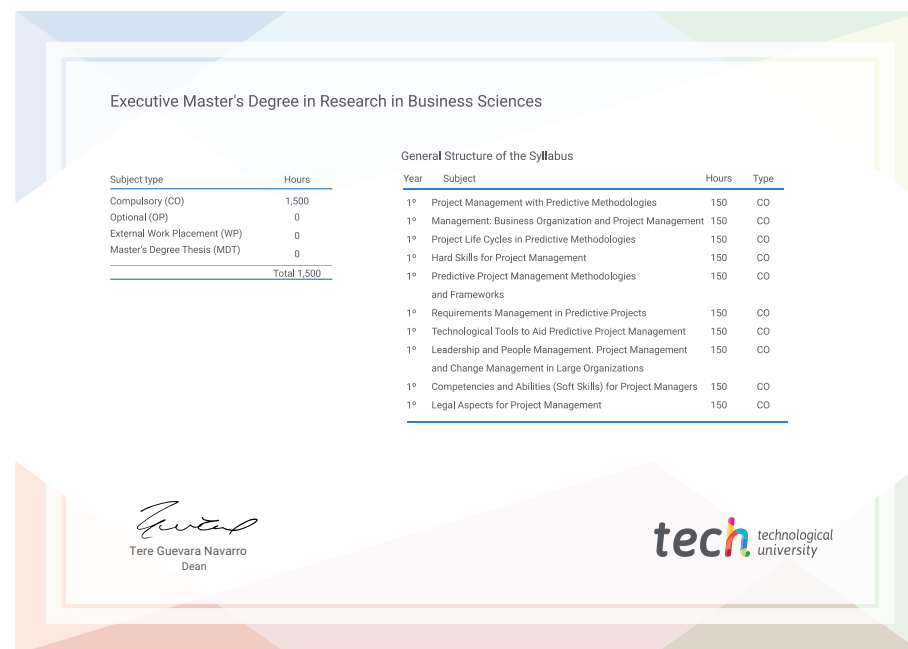 Executive Master's Degree in Research in Business Sciences
Subject type Hours
Compulsory (CO) 1,500
Optional (OP) 0
External Work Placement (WP) 0
Master's Degree Thesis (MDT) 0
Total 1,500
General Structure of the Syllabus
Year Subject Hours Type
1º Project Management with Predictive Methodologies 150 CO
1º Management: Business Organization and Project Management 150 CO
1º Project Life Cycles in Predictive Methodologies 150 CO
1º Hard Skills for Project Management 150 CO
1º Predictive Project Management Methodologies 150 CO
and Frameworks
1º Requirements Management in Predictive Projects 150 CO
1º Technological Tools to Aid Predictive Project Management 150 CO
1º Leadership and People Management. Project Management 150 CO
and Change Management in Large Organizations
1º Competencies and Abilities (Soft Skills) for Project Managers 150 CO
1º Legal Aspects for Project Management 150 CO
Tere Guevara Navarro
Dean
tech technological
university